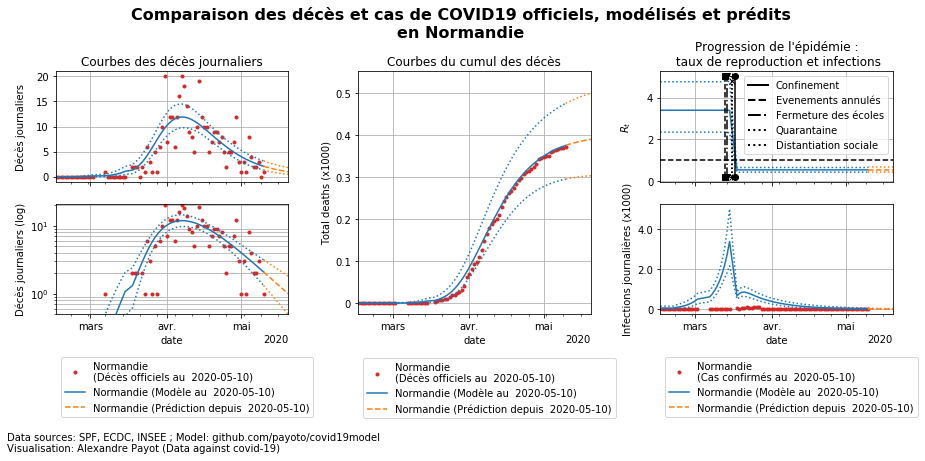 Comparaison des décès et cas de COVID19 officiels, modélisés et prédits
en Normandie
Courbes des décès journaliers
Décès journaliers
20
15
10
5
0
Décès journaliers (log)
10¹
10⁰
mars
avr.
mai
date
2020
Normandie
(Décès officiels au  2020-05-10)
Normandie (Modèle au  2020-05-10)
Normandie (Prédiction depuis  2020-05-10)
Courbes du cumul des décès
Total deaths (x1000)
0.5
0.4
0.3
0.2
0.1
0
mars
avr.
mai
date
2020
Normandie
(Décès officiels au  2020-05-10)
Normandie (Modèle au  2020-05-10)
Normandie (Prédiction depuis  2020-05-10)
Progression de l'épidémie :
taux de reproduction et infections
Rₜ
4
2
0
Confinement
Evenements annulés
Fermeture des écoles
Quarantaine
Distantiation sociale
Infections journalières (x1000)
4.0
2.0
0
mars
avr.
mai
date
2020
Normandie
(Cas confirmés au  2020-05-10)
Normandie (Modèle au  2020-05-10)
Normandie (Prédiction depuis  2020-05-10)
Data sources: SPF, ECDC, INSEE ; Model: github.com/payoto/covid19model
Visualisation: Alexandre Payot (Data against covid-19)